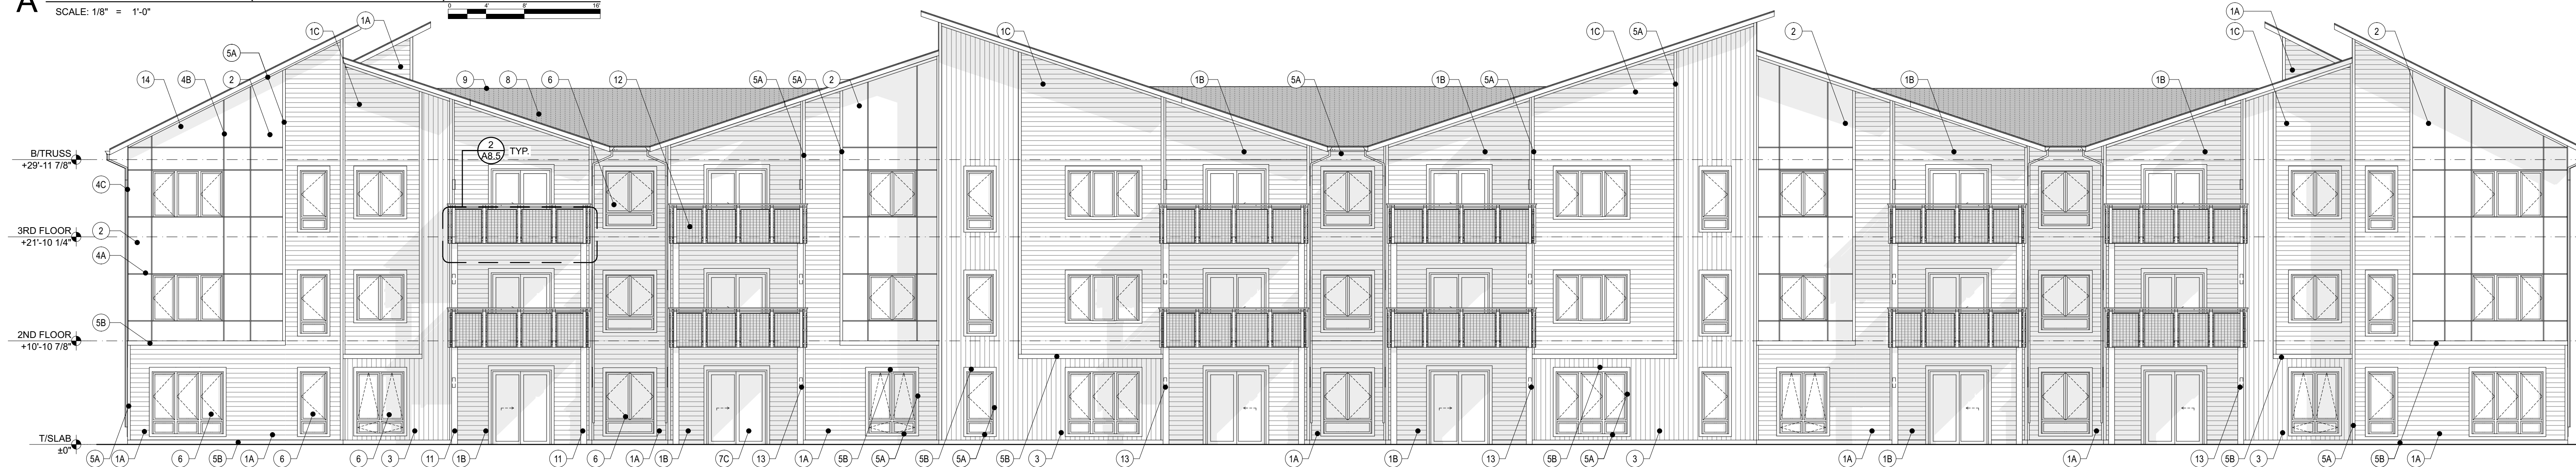 A
SCALE: 1/8" = 1'-0"
0 4' 8' 16'
1A
1C
5A
14
4B
2
9
8
6
12
5A
5A
2
1C
1B
5A
1B
5A
1C
5A
2
1B
1B
1A
1C
2
2
A8.5
TYP.
B/TRUSS
+29'-11 7/8"
4C
2
3RD FLOOR
+21'-10 1/4"
4A
5B
2ND FLOOR
+10'-10 7/8"
T/SLAB
±0"
5A
1A
6
5B
1A
6
6
3
11
1B
11
6
1A
1B
7C
13
1A
5B
5A
5B
5A
5B
3
13
1A
1B
13
5B
5A
3
1A
1B
1A
13
5B
3
5A
5B
1A